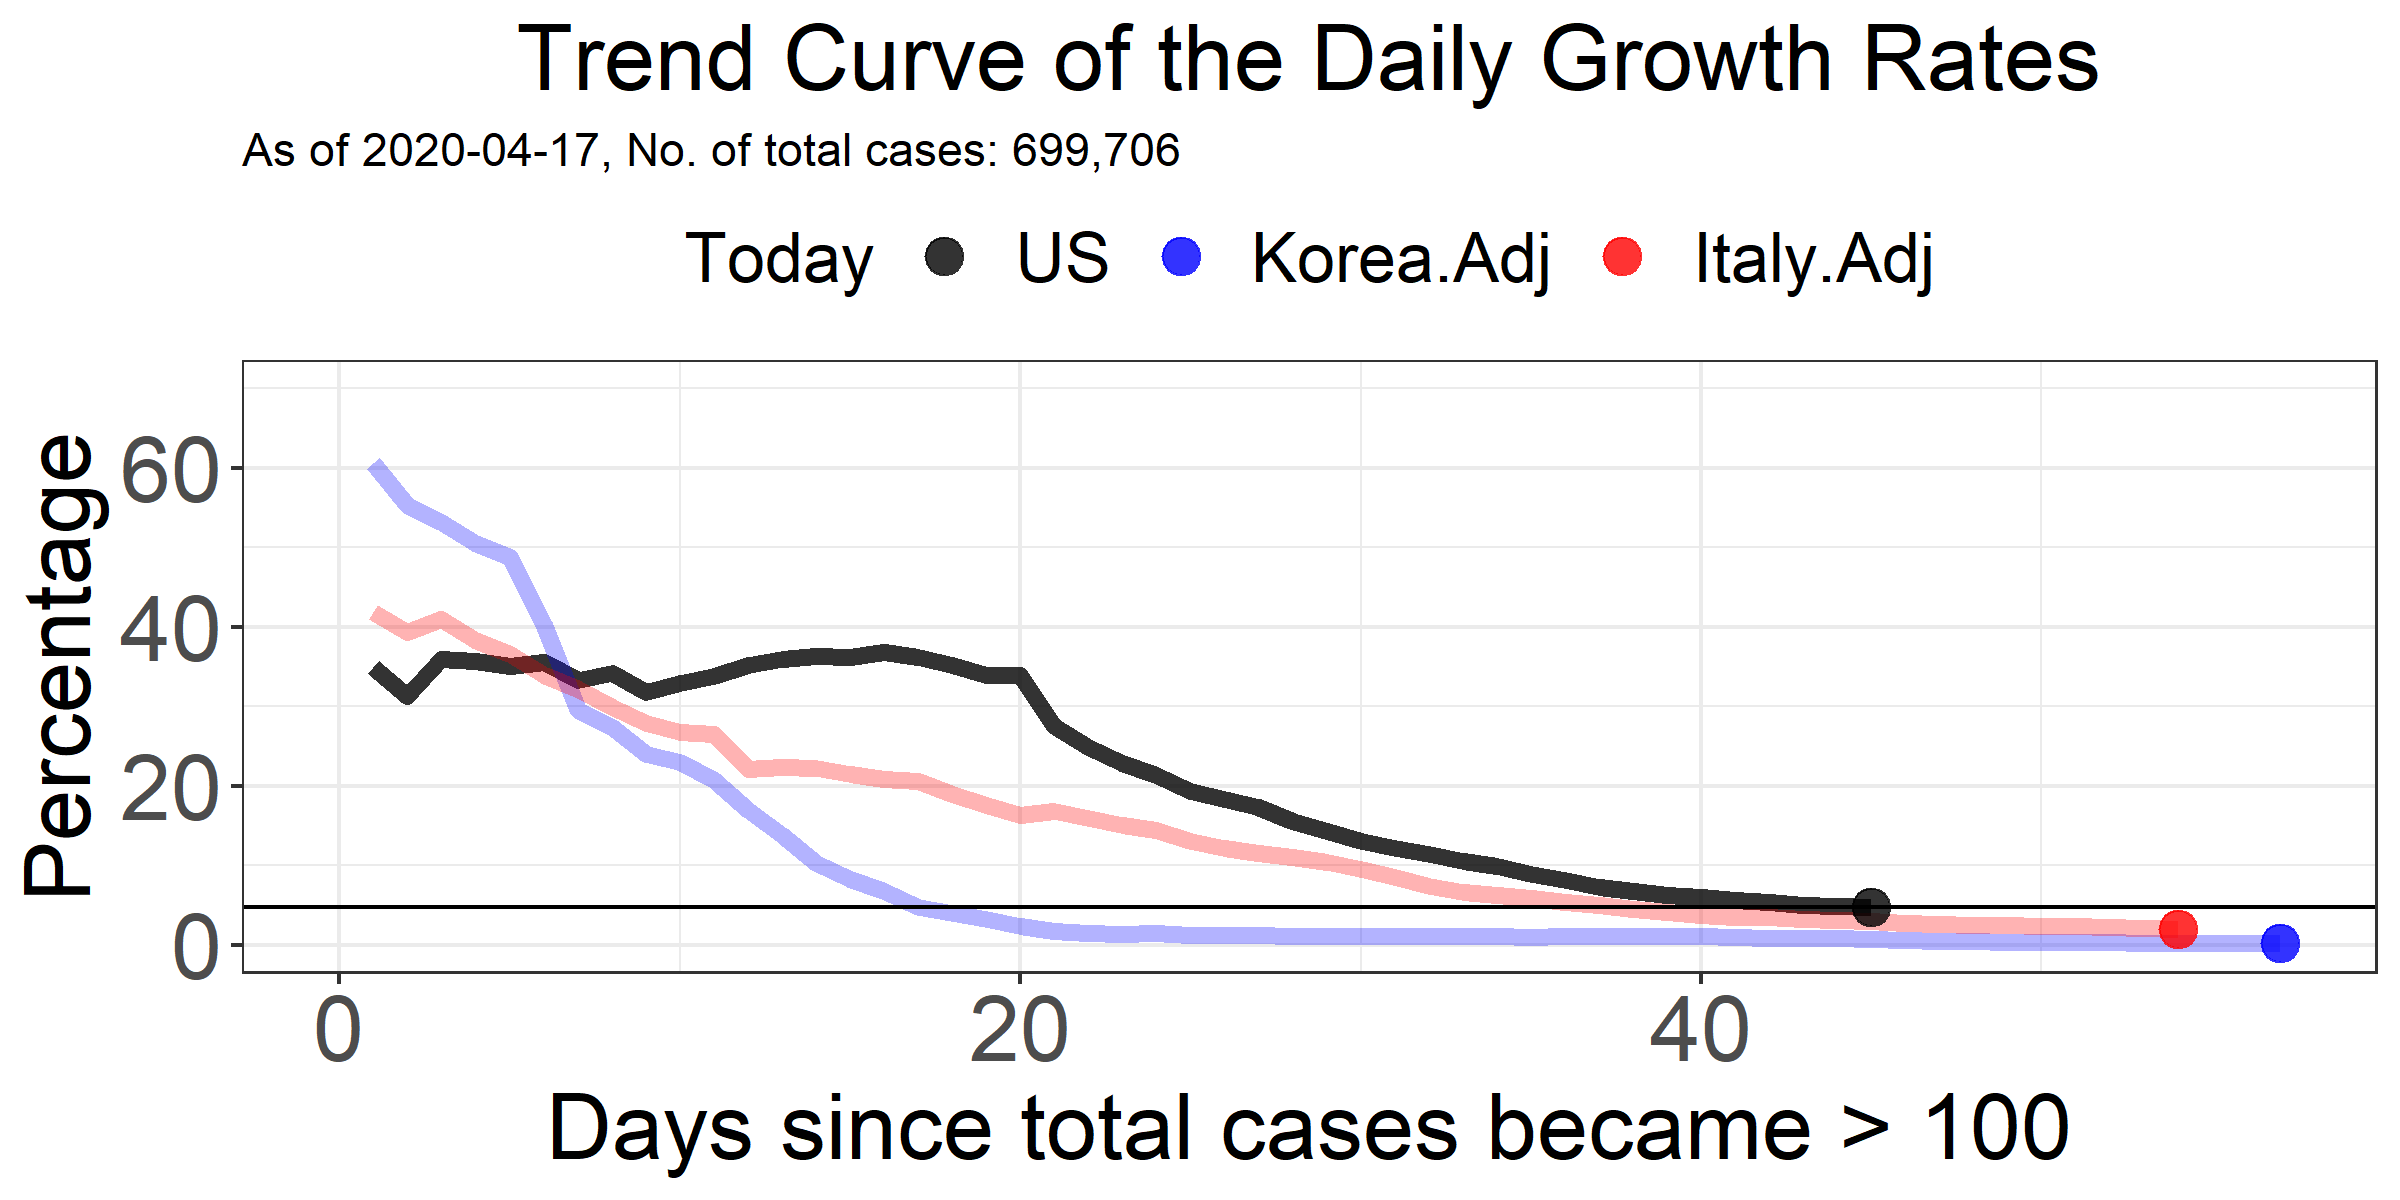 Trend Curve of the Daily Growth Rates
As of 2020-04-17, No. of total cases: 699,706
Today US Korea.Adj Italy.Adj
Percentage
60
40
20
0
0 20 40
Days since total cases became > 100